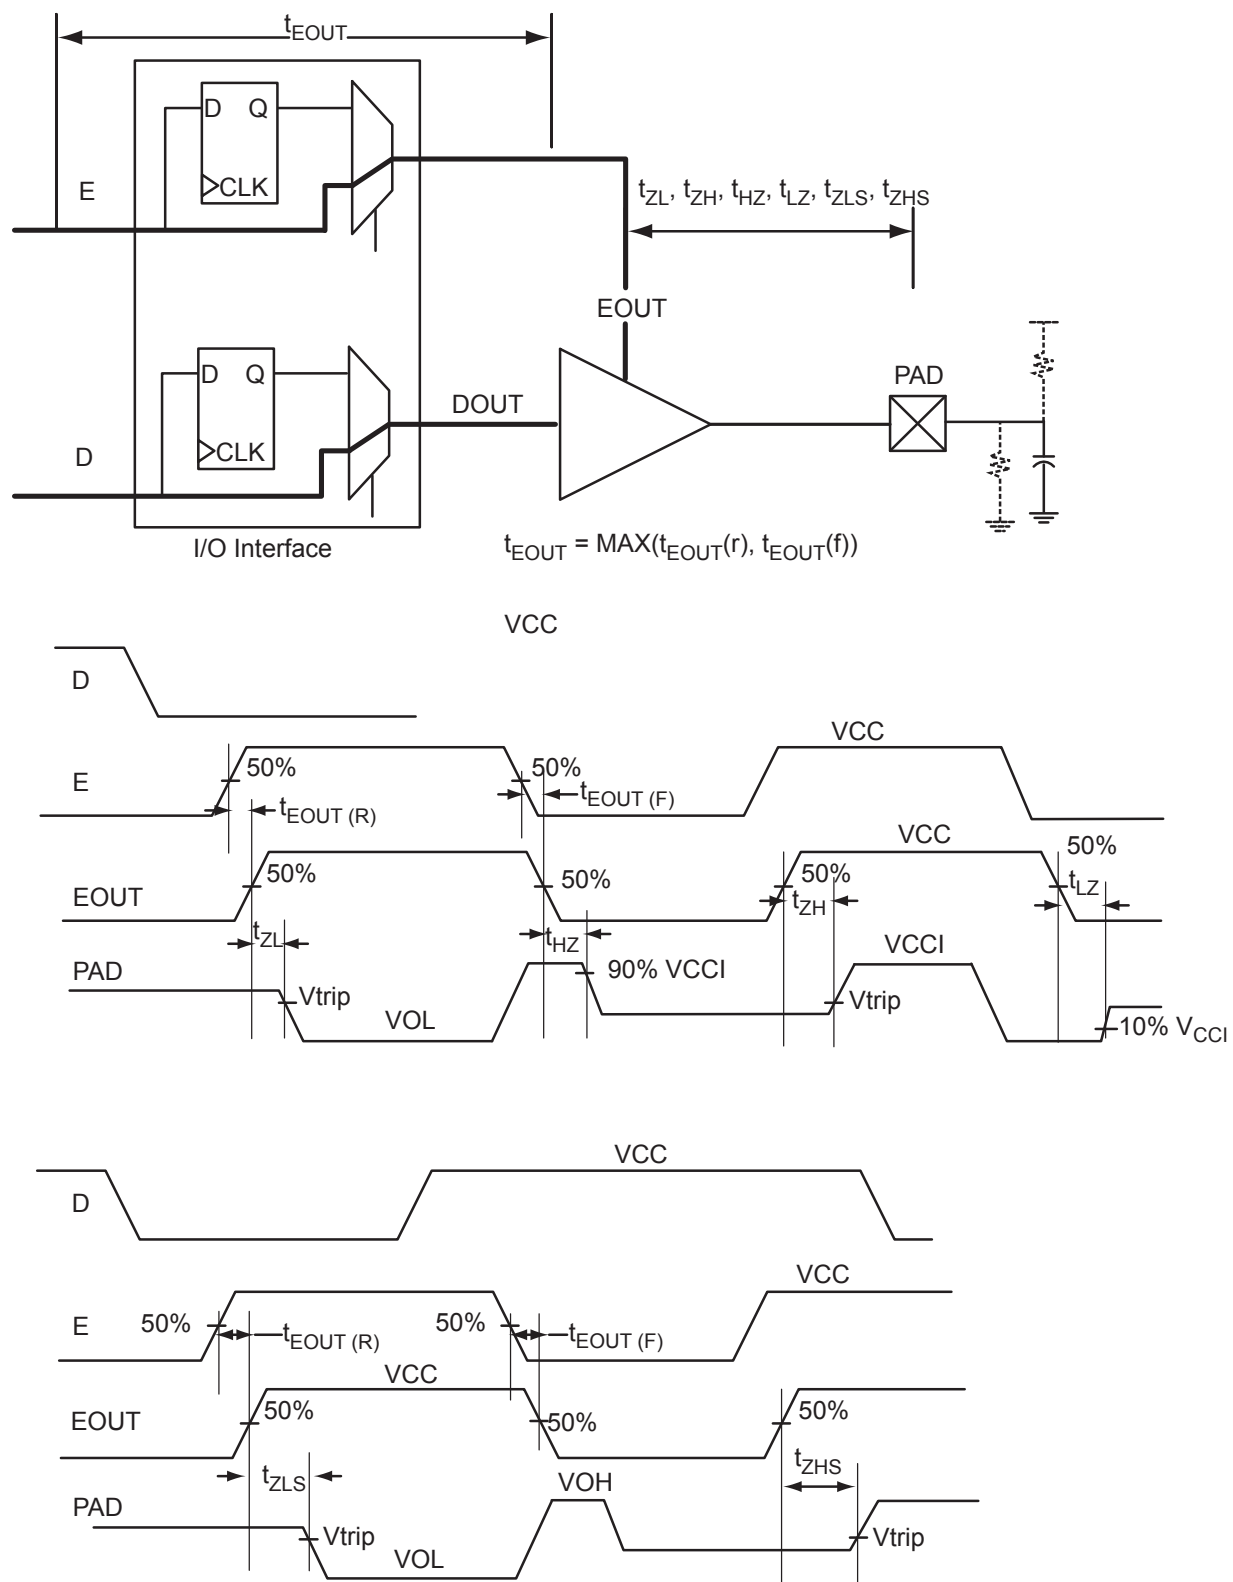 tEOUT
D Q
CLK
E
tZL, tZH, tHZ, tLZ, tZLS, tZHS
EOUT
D Q
CLK
DOUT
PAD
D
I/O Interface
tEOUT = MAX(tEOUT(r), tEOUT(f))
VCC
D
VCC
E
50%
50%
tEOUT (R)
tEOUT (F)
VCC
50%
EOUT
50%
50%
50%
tZL
tHZ
tZH
tLZ
PAD
VCCI
90% VCCI
Vtrip
Vtrip
VOL
10% VCCI
VCC
D
VCC
E
50%
50%
tEOUT (R)
tEOUT (F)
VCC
EOUT
50%
50%
50%
tZLS
tZHS
PAD
VOH
Vtrip
Vtrip
VOL